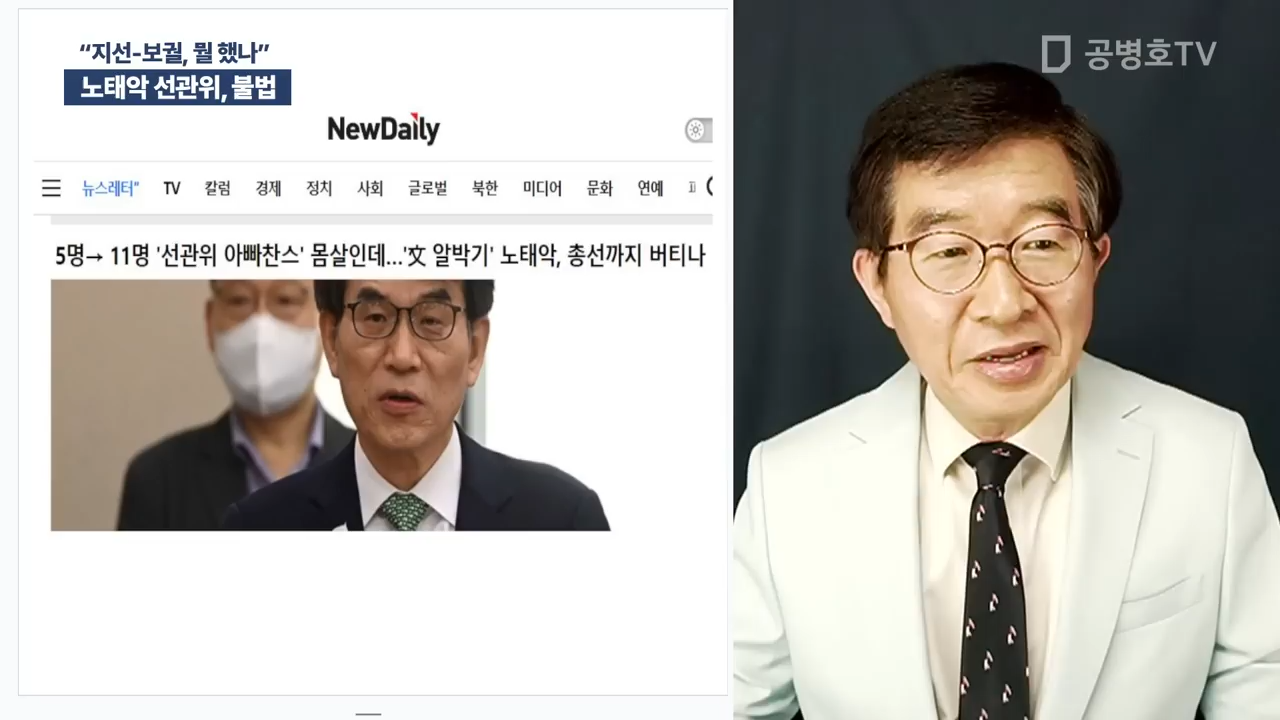 “지선-보궐, 뭘 했나”
노태악 선관위, 불법
공병호TV
NewDaily
뉴스레터” TV 칼럼 경제 정치 사회 글로벌 북한 미디어 문화 연예
5명→ 11명 '선관위 아빠찬스' 몸살인데…'文 알박기' 노태악, 총선까지 버티나